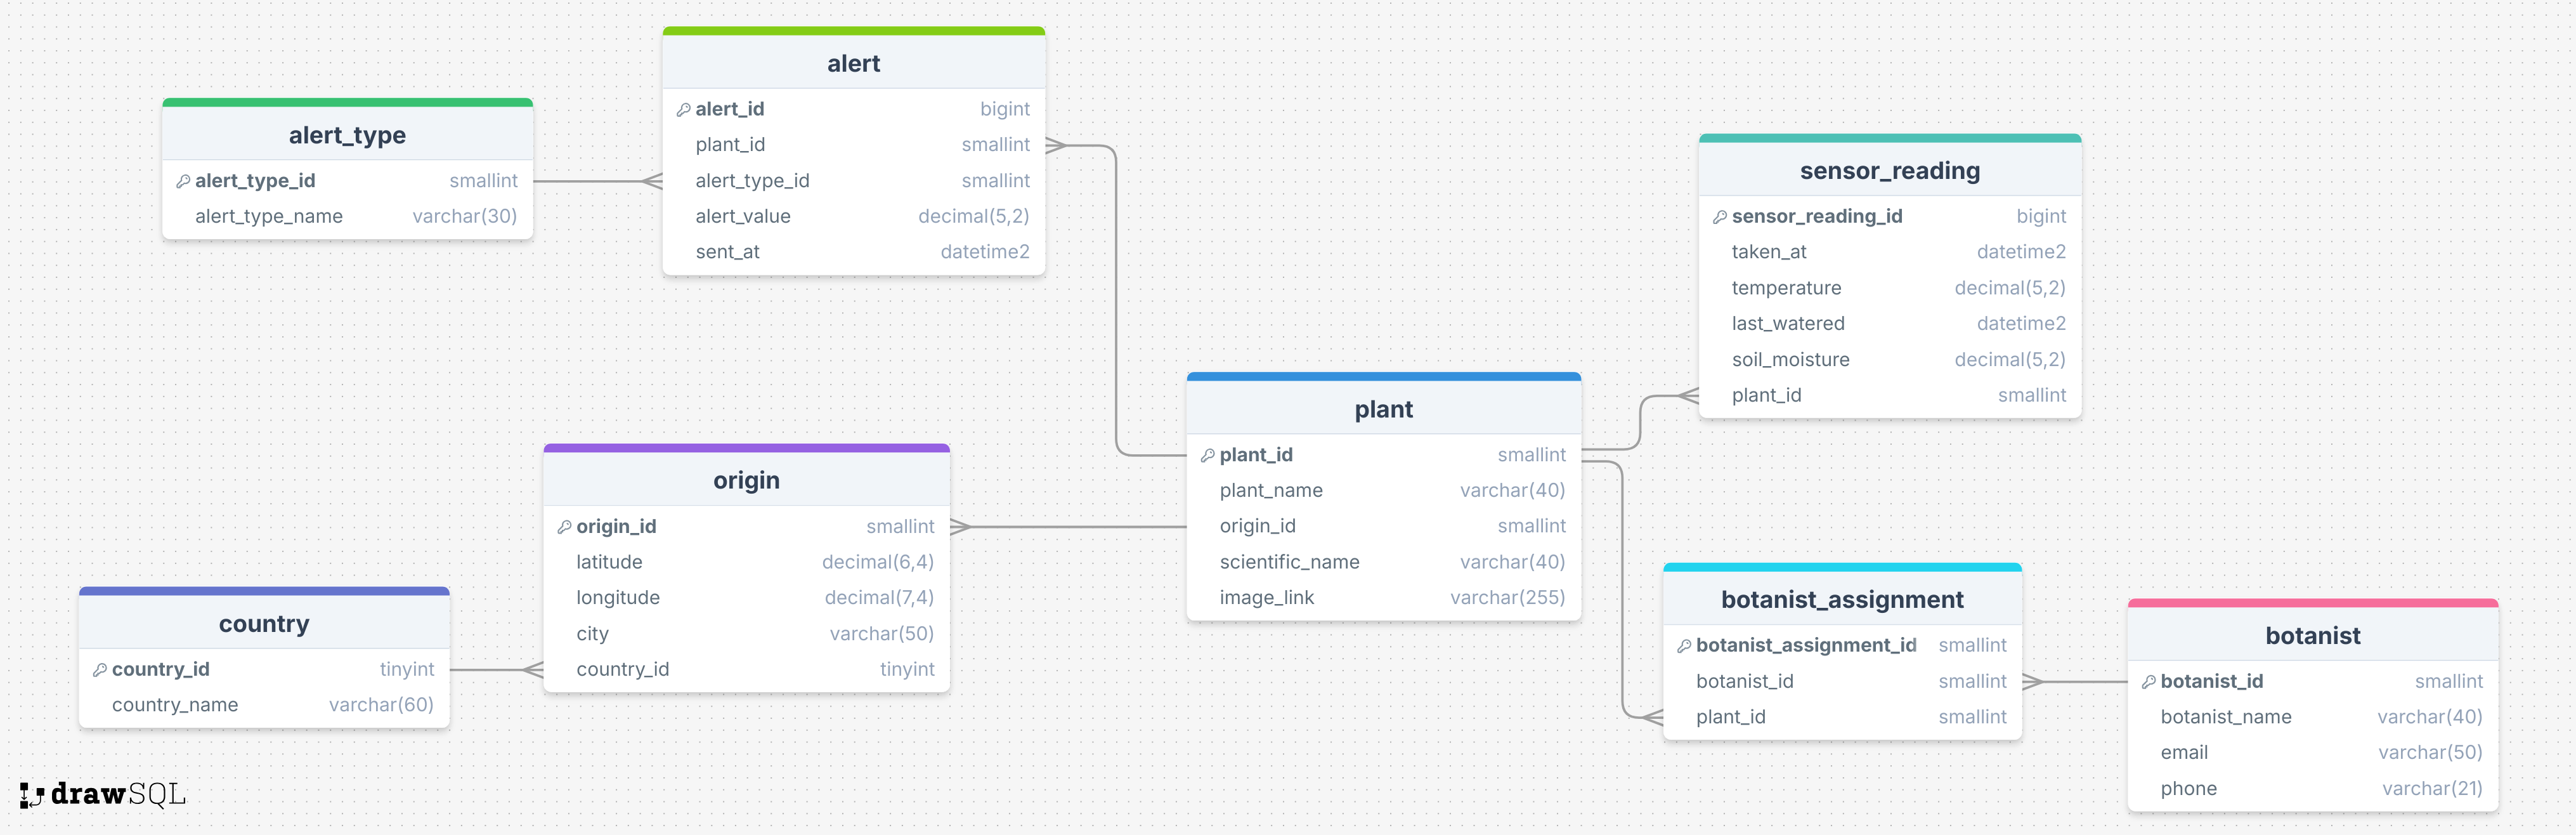 alert
alert_id bigint
plant_id smallint
alert_type_id smallint
alert_value decimal(5,2)
sent_at datetime2
alert_type
alert_type_id smallint
alert_type_name varchar(30)
sensor_reading
sensor_reading_id bigint
taken_at datetime2
temperature decimal(5,2)
last_watered datetime2
soil_moisture decimal(5,2)
plant_id smallint
plant
plant_id smallint
plant_name varchar(40)
origin_id smallint
scientific_name varchar(40)
image_link varchar(255)
origin
origin_id smallint
latitude decimal(6,4)
longitude decimal(7,4)
city varchar(50)
country_id tinyint
country
country_id tinyint
country_name varchar(60)
botanist_assignment
botanist_assignment_id smallint
botanist_id smallint
plant_id smallint
botanist
botanist_id smallint
botanist_name varchar(40)
email varchar(50)
phone varchar(21)
drawSQL